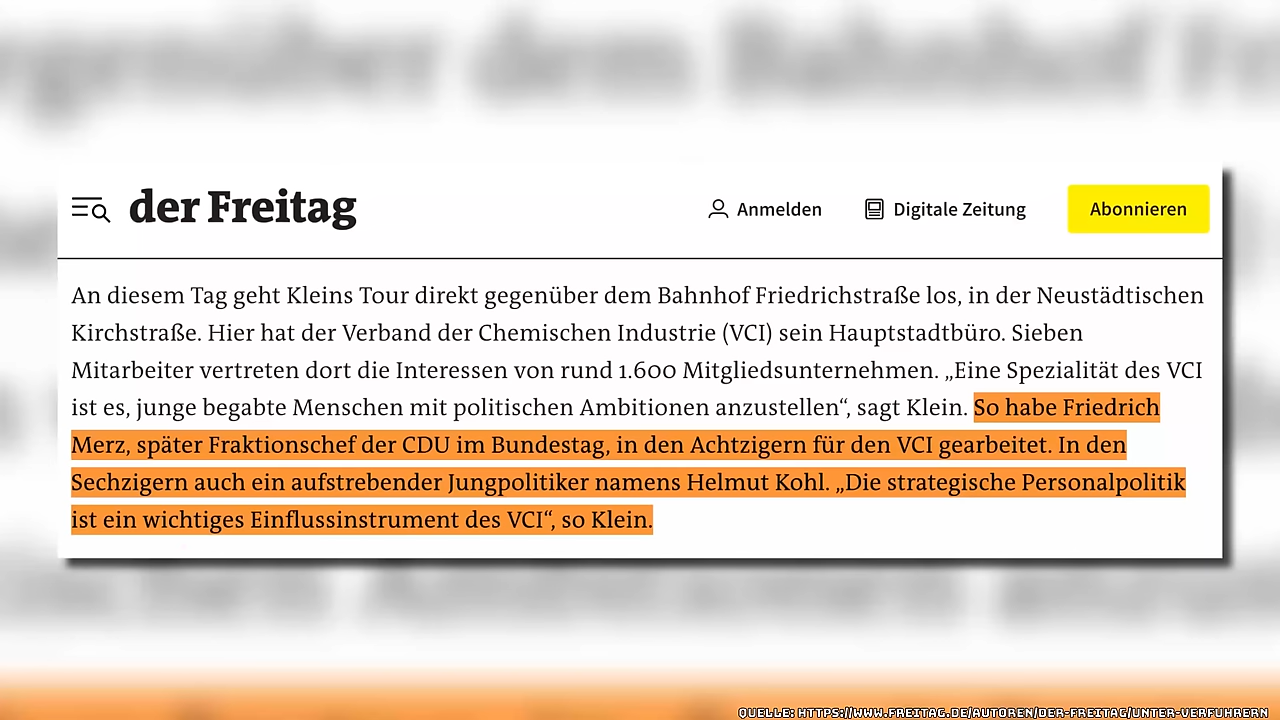 der Freitag
Anmelden
Digitale Zeitung
Abonnieren
An diesem Tag geht Kleins Tour direkt gegenüber dem Bahnhof Friedrichstraße los, in der Neustädtischen
Kirchstraße. Hier hat der Verband der Chemischen Industrie (VCI) sein Hauptstadtbüro. Sieben
Mitarbeiter vertreten dort die Interessen von rund 1.600 Mitgliedsunternehmen. „Eine Spezialität des VCI
ist es, junge begabte Menschen mit politischen Ambitionen anzustellen“, sagt Klein. So habe Friedrich
Merz, später Fraktionschef der CDU im Bundestag, in den Achtzigern für den VCI gearbeitet. In den
Sechzigern auch ein aufstrebender Jungpolitiker namens Helmut Kohl. „Die strategische Personalpolitik
ist ein wichtiges Einflussinstrument des VCI“, so Klein.
QUELLE: HTTPS://WWW.FREITAG.DE/AUTOREN/DER-FREITAG/UNTER-VERFUHRERN